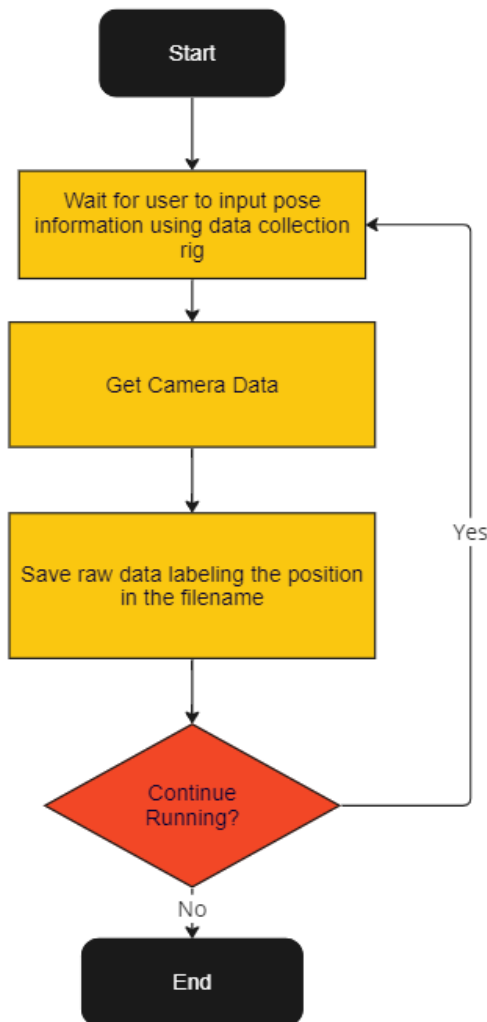 Start
Wait for user to input pose
information using data collection
rig
Get Camera Data
Save raw data labeling the position
in the filename
Yes
Continue
Running?
No
End